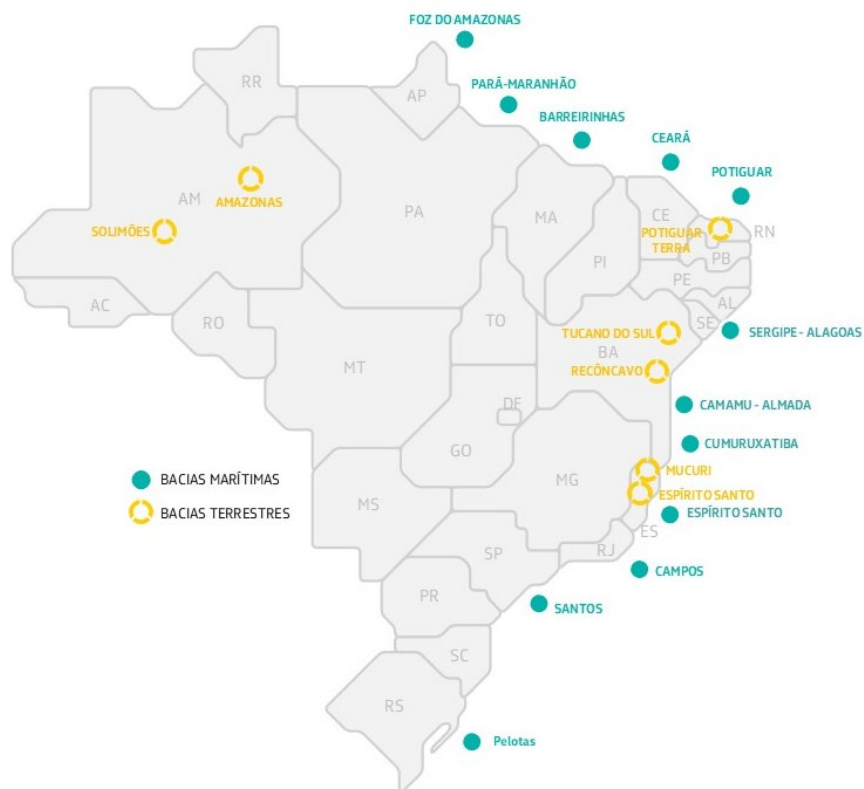 FOZ DO AMAZONAS
RR
AP
PARÁ-MARANHÃO
BARREIRINHAS
CEARÁ
POTIGUAR
AM
AMAZONAS
PA
MA
CE
SOLIMÕES
POTIGUAR
TERRA
RN
PI
PB
PE
AC
RO
TO
AL
SE
TUCANO DO SUL
SERGIPE - ALAGOAS
BA
MT
RECÔNCAVO
DF
CAMAMU - ALMADA
GO
CUMURUXATIBA
MG
MUCURI
BACIAS MARÍTIMAS
MS
ESPÍRITO SANTO
BACIAS TERRESTRES
ESPÍRITO SANTO
ES
SP
RJ
CAMPOS
PR
SANTOS
SC
RS
Pelotas